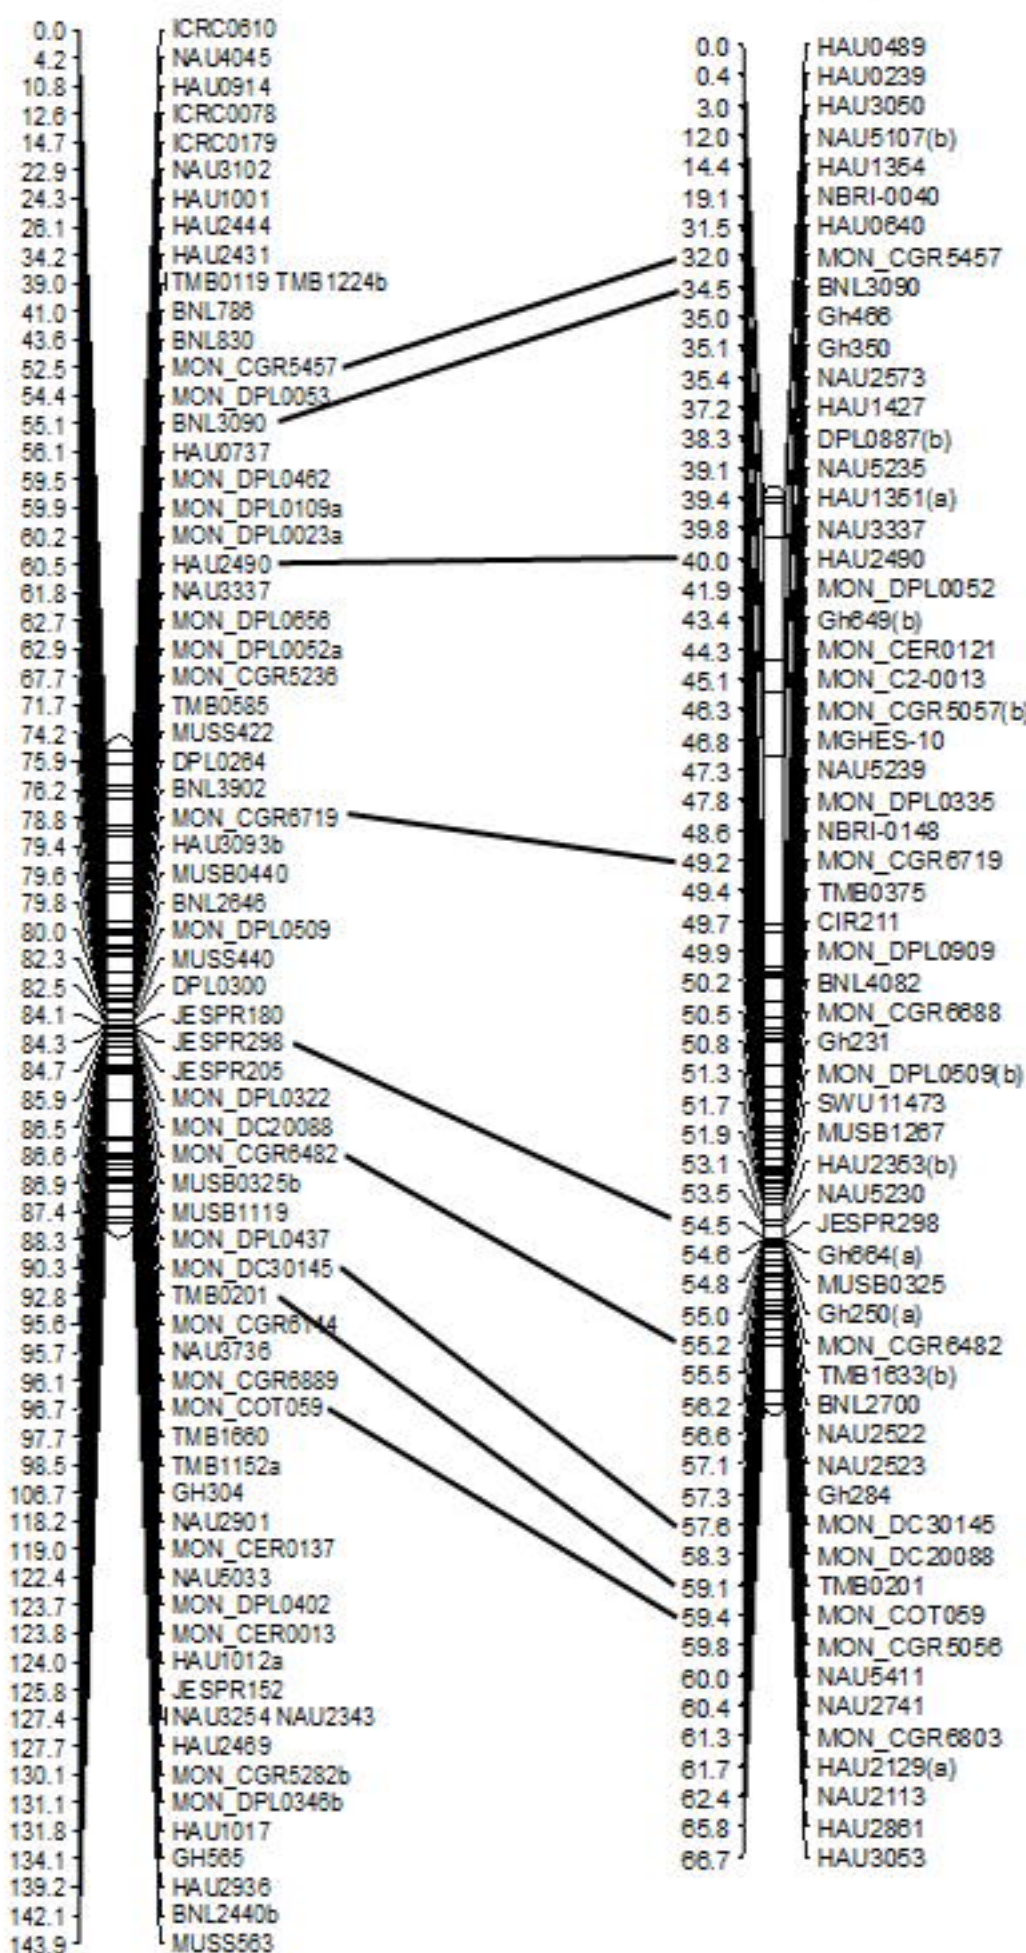 0.0 ICRC0610
4.2 NAU4045
10.8 HAU0914
12.6 ICRC0078
14.7 ICRC0179
22.9 NAU3102
24.3 HAU1001
26.1 HAU2444
34.2 HAU2431
39.0 TMB0119 TMB1224b
41.0 BNL786
43.6 BNL830
52.5 MON_CGR5457
54.4 MON_DPL0053
55.1 BNL3090
56.1 HAU0737
59.5 MON_DPL0462
59.9 MON_DPL0109a
60.2 MON_DPL0023a
60.5 HAU2490
61.8 NAU3337
62.7 MON_DPL0656
62.9 MON_DPL0052a
67.7 MON_CGR5236
71.7 TMB0585
74.2 MUSS422
75.9 DPL0264
76.2 BNL3902
78.8 MON_CGR6719
79.4 HAU3093b
79.6 MUSB0440
79.8 BNL2646
80.0 MON_DPL0509
82.3 MUSS440
82.5 DPL0300
84.1 JESPR180
84.3 JESPR298
84.7 JESPR205
85.9 MON_DPL0322
86.5 MON_DC20088
86.6 MON_CGR6482
86.9 MUSB0325b
87.4 MUSB1119
88.3 MON_DPL0437
90.3 MON_DC30145
92.8 TMB0201
95.6 MON_CGR6144
95.7 NAU3736
96.1 MON_CGR6889
96.7 MON_COT059
97.7 TMB1660
98.5 TMB1152a
106.7 GH304
118.2 NAU2901
119.0 MON_CER0137
122.4 NAU5033
123.7 MON_DPL0402
123.8 MON_CER0013
124.0 HAU1012a
125.8 JESPR152
127.4 NAU3254 NAU2343
127.7 HAU2469
130.1 MON_CGR5282b
131.1 MON_DPL0346b
131.8 HAU1017
134.1 GH565
139.2 HAU2936
142.1 BNL2440b
143.9 MUSS563
0.0 HAU0489
0.4 HAU0239
3.0 HAU3050
12.0 NAU5107(b)
14.4 HAU1354
19.1 NBRI-0040
31.5 HAU0640
32.0 MON_CGR5457
34.5 BNL3090
35.0 Gh466
35.1 Gh350
35.4 NAU2573
37.2 HAU1427
38.3 DPL0887(b)
39.1 NAU5235
39.4 HAU1351(a)
39.8 NAU3337
40.0 HAU2490
41.9 MON_DPL0052
43.4 Gh649(b)
44.3 MON_CER0121
45.1 MON_C2-0013
46.3 MON_CGR5057(b)
46.8 MGHES-10
47.3 NAU5239
47.8 MON_DPL0335
48.6 NBRI-0148
49.2 MON_CGR6719
49.4 TMB0375
49.7 CIR211
49.9 MON_DPL0909
50.2 BNL4082
50.5 MON_CGR6688
50.8 Gh231
51.3 MON_DPL0509(b)
51.7 SWU11473
51.9 MUSB1267
53.1 HAU2353(b)
53.5 NAU5230
54.5 JESPR298
54.6 Gh664(a)
54.8 MUSB0325
55.0 Gh250(a)
55.2 MON_CGR6482
55.5 TMB1633(b)
56.2 BNL2700
56.6 NAU2522
57.1 NAU2523
57.3 Gh284
57.6 MON_DC30145
58.3 MON_DC20088
59.1 TMB0201
59.4 MON_COT059
59.8 MON_CGR5056
60.0 NAU5411
60.4 NAU2741
61.3 MON_CGR6803
61.7 HAU2129(a)
62.4 NAU2113
65.8 HAU2861
66.7 HAU3053